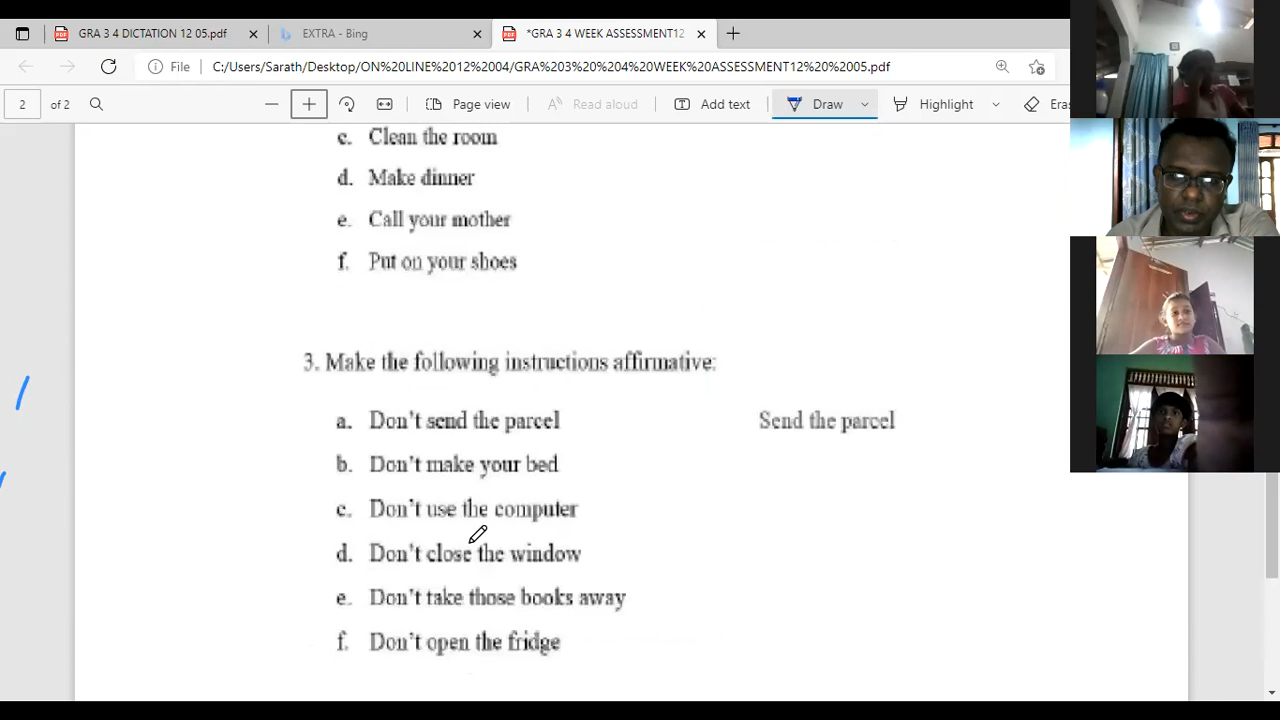 GRA 3 4 DICTATION 12 05.pdf
EXTRA - Bing
*GRA 3 4 WEEK ASSESSMENT12
File
C:/Users/Sarath/Desktop/ON%20LINE%2012%2004/GRA%203%20%204%20WEEK%20ASSESSMENT12%20%2005.pdf
2 of 2
Page view
Read aloud
Add text
Draw
Highlight
Eras
c. Clean the room
d. Make dinner
e. Call your mother
f. Put on your shoes
3. Make the following instructions affirmative:
a. Don't send the parcel Send the parcel
b. Don't make your bed
c. Don't use the computer
d. Don't close the window
e. Don't take those books away
f. Don't open the fridge